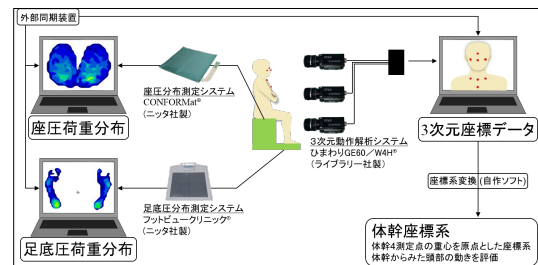 外部同期装置
座圧荷重分布
座圧分布測定システム
CONFORMat®
(ニッタ社製)
足底圧荷重分布
足底圧分布測定システム
フットビュークリニック®
(ニッタ社製)
3次元動作解析システム
ひまわりGE60/W4H®
(ライブラリー社製)
3次元座標データ
座標系変換 (自作ソフト)
体幹座標系
体幹4測定点の重心を原点とした座標系
体幹からみた頭部の動きを評価